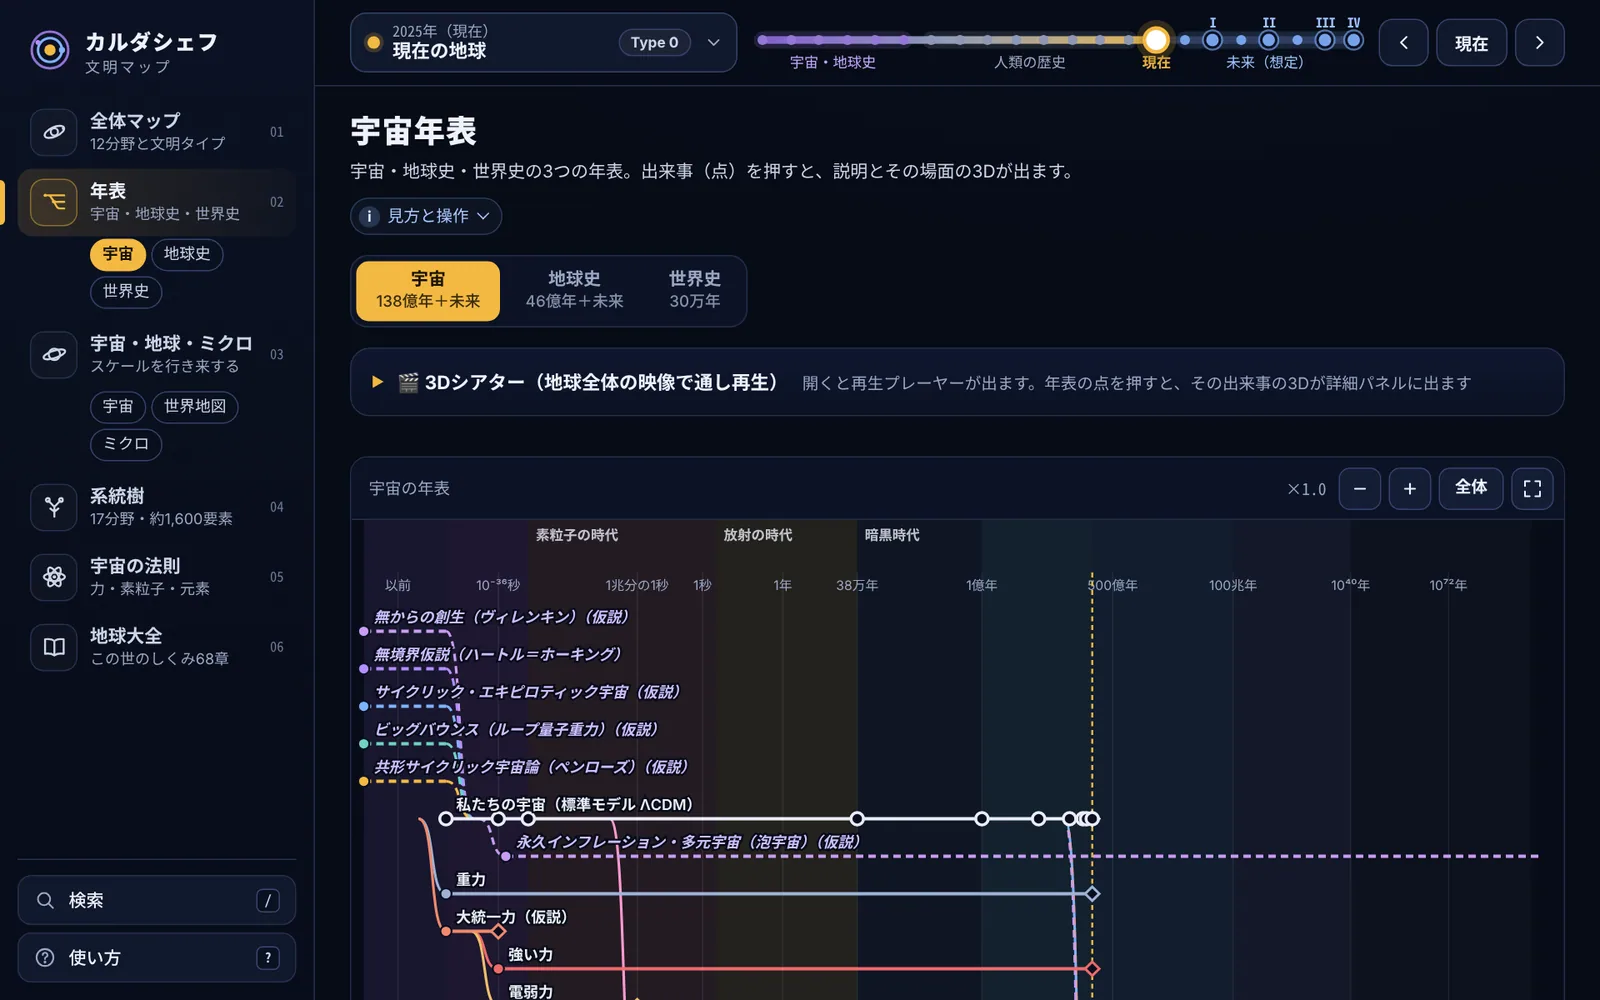 カルダシェフ
文明マップ
全体マップ
12分野と文明タイプ
01
年表
宇宙・地球史・世界史
02
宇宙
地球史
世界史
宇宙・地球・ミクロ
スケールを行き来する
03
宇宙
世界地図
ミクロ
系統樹
17分野・約1,600要素
04
宇宙の法則
力・素粒子・元素
05
地球大全
この世のしくみ68章
06
検索
/
使い方
?
2025年（現在）
現在の地球
Type 0
I
II
III
IV
宇宙・地球史
人類の歴史
現在
未来（想定）
現在
宇宙年表
宇宙・地球史・世界史の3つの年表。出来事（点）を押すと、説明とその場面の3Dが出ます。
i 見方と操作
宇宙
138億年＋未来
地球史
46億年＋未来
世界史
30万年
🎬 3Dシアター（地球全体の映像で通し再生） 開くと再生プレーヤーが出ます。年表の点を押すと、その出来事の3Dが詳細パネルに出ます
宇宙の年表
×1.0
−
+
全体
素粒子の時代
放射の時代
暗黒時代
以前
10⁻³⁶秒
1兆分の1秒
1秒
1年
38万年
1億年
500億年
100兆年
10⁴⁰年
10⁷²年
無からの創生（ヴィレンキン）（仮説）
無境界仮説（ハートル＝ホーキング）
サイクリック・エキピロティック宇宙（仮説）
ビッグバウンス（ループ量子重力）（仮説）
共形サイクリック宇宙論（ペンローズ）（仮説）
私たちの宇宙（標準モデル ΛCDM）
永久インフレーション・多元宇宙（泡宇宙）（仮説）
重力
大統一力（仮説）
強い力
電弱力